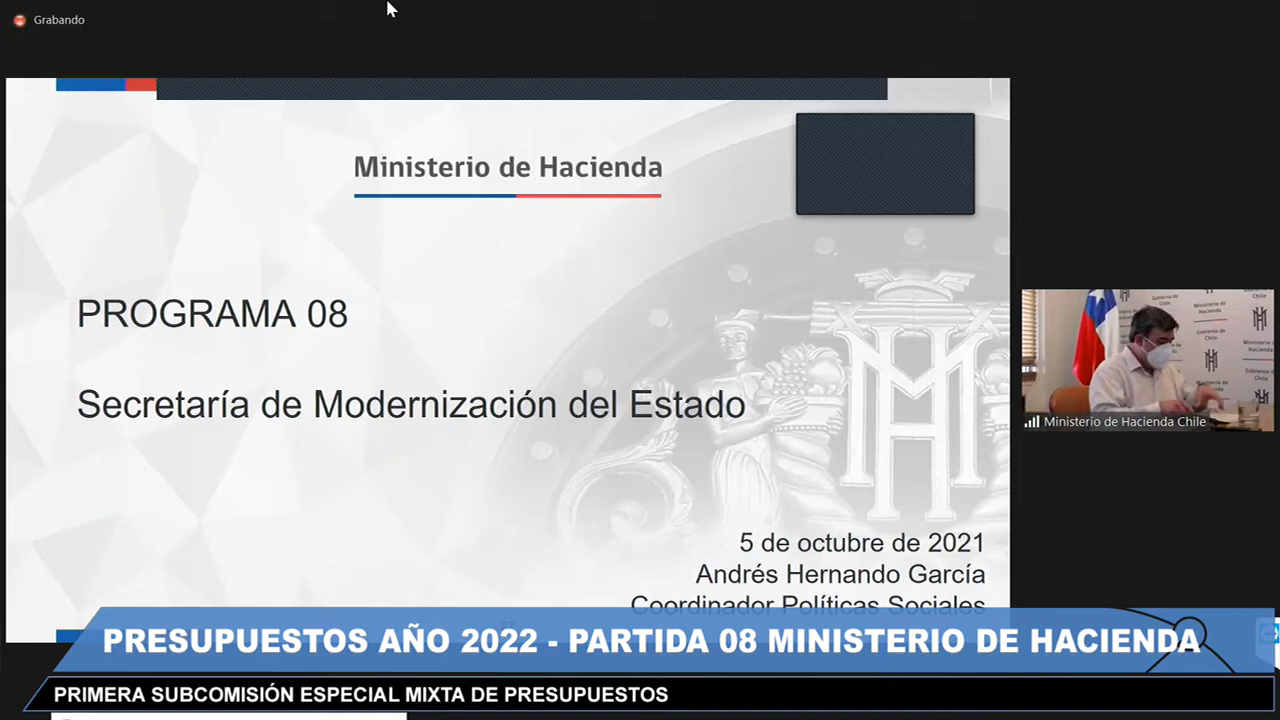 Grabando
Ministerio de Hacienda
PROGRAMA 08
Secretaría de Modernización del Estado
5 de octubre de 2021
Andrés Hernando García
Coordinador Políticas Sociales
Ministerio de Hacienda Chile
PRESUPUESTOS AÑO 2022 - PARTIDA 08 MINISTERIO DE HACIENDA
PRIMERA SUBCOMISIÓN ESPECIAL MIXTA DE PRESUPUESTOS